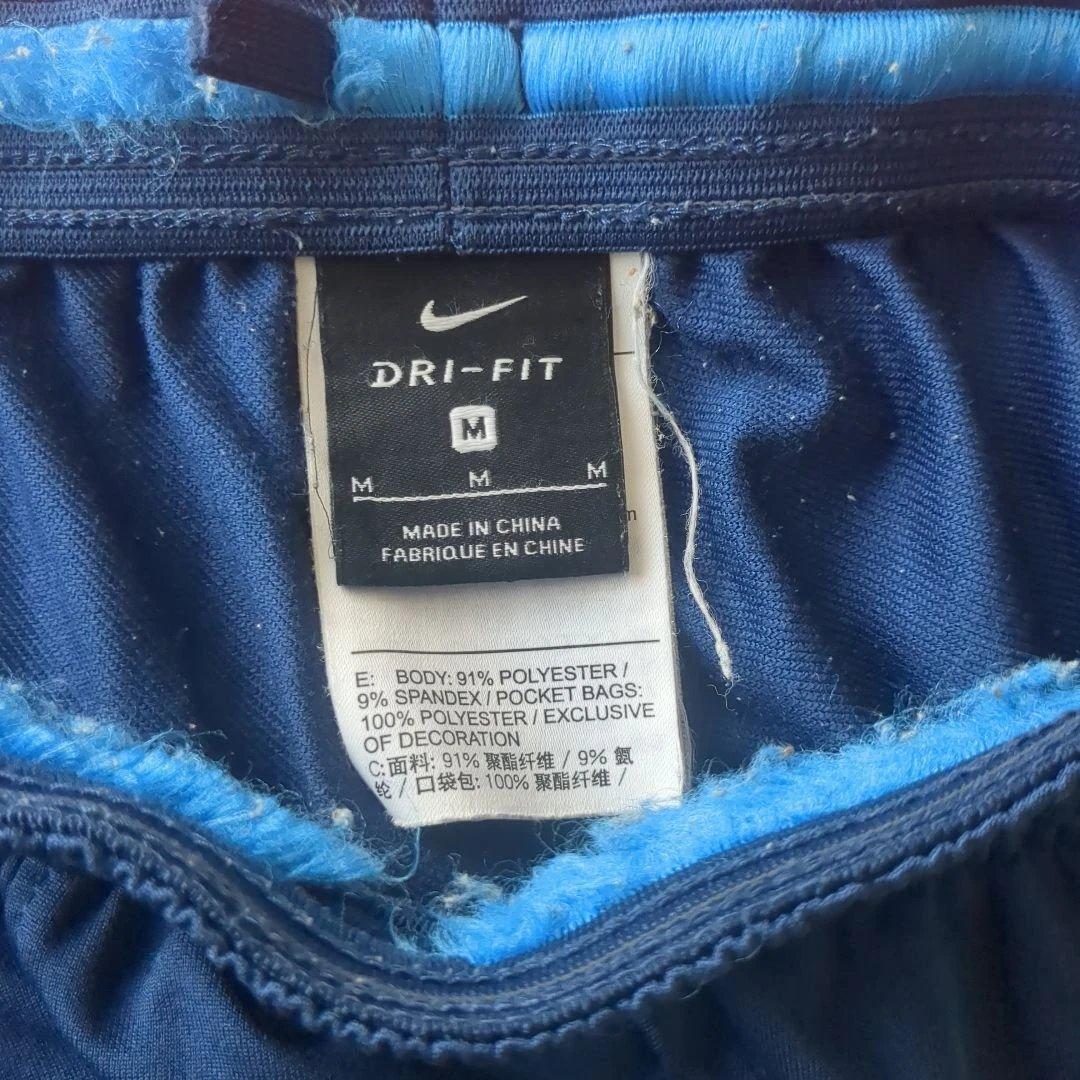 DRI-FIT
M
M M M
MADE IN CHINA
FABRIQUE EN CHINE
m
E: BODY: 91% POLYESTER /
9% SPANDEX / POCKET BAGS:
100% POLYESTER / EXCLUSIVE
OF DECORATION
C: 面料: 91% 聚酯纤维 / 9% 氨
纶 / 口袋包: 100% 聚酯纤维 /